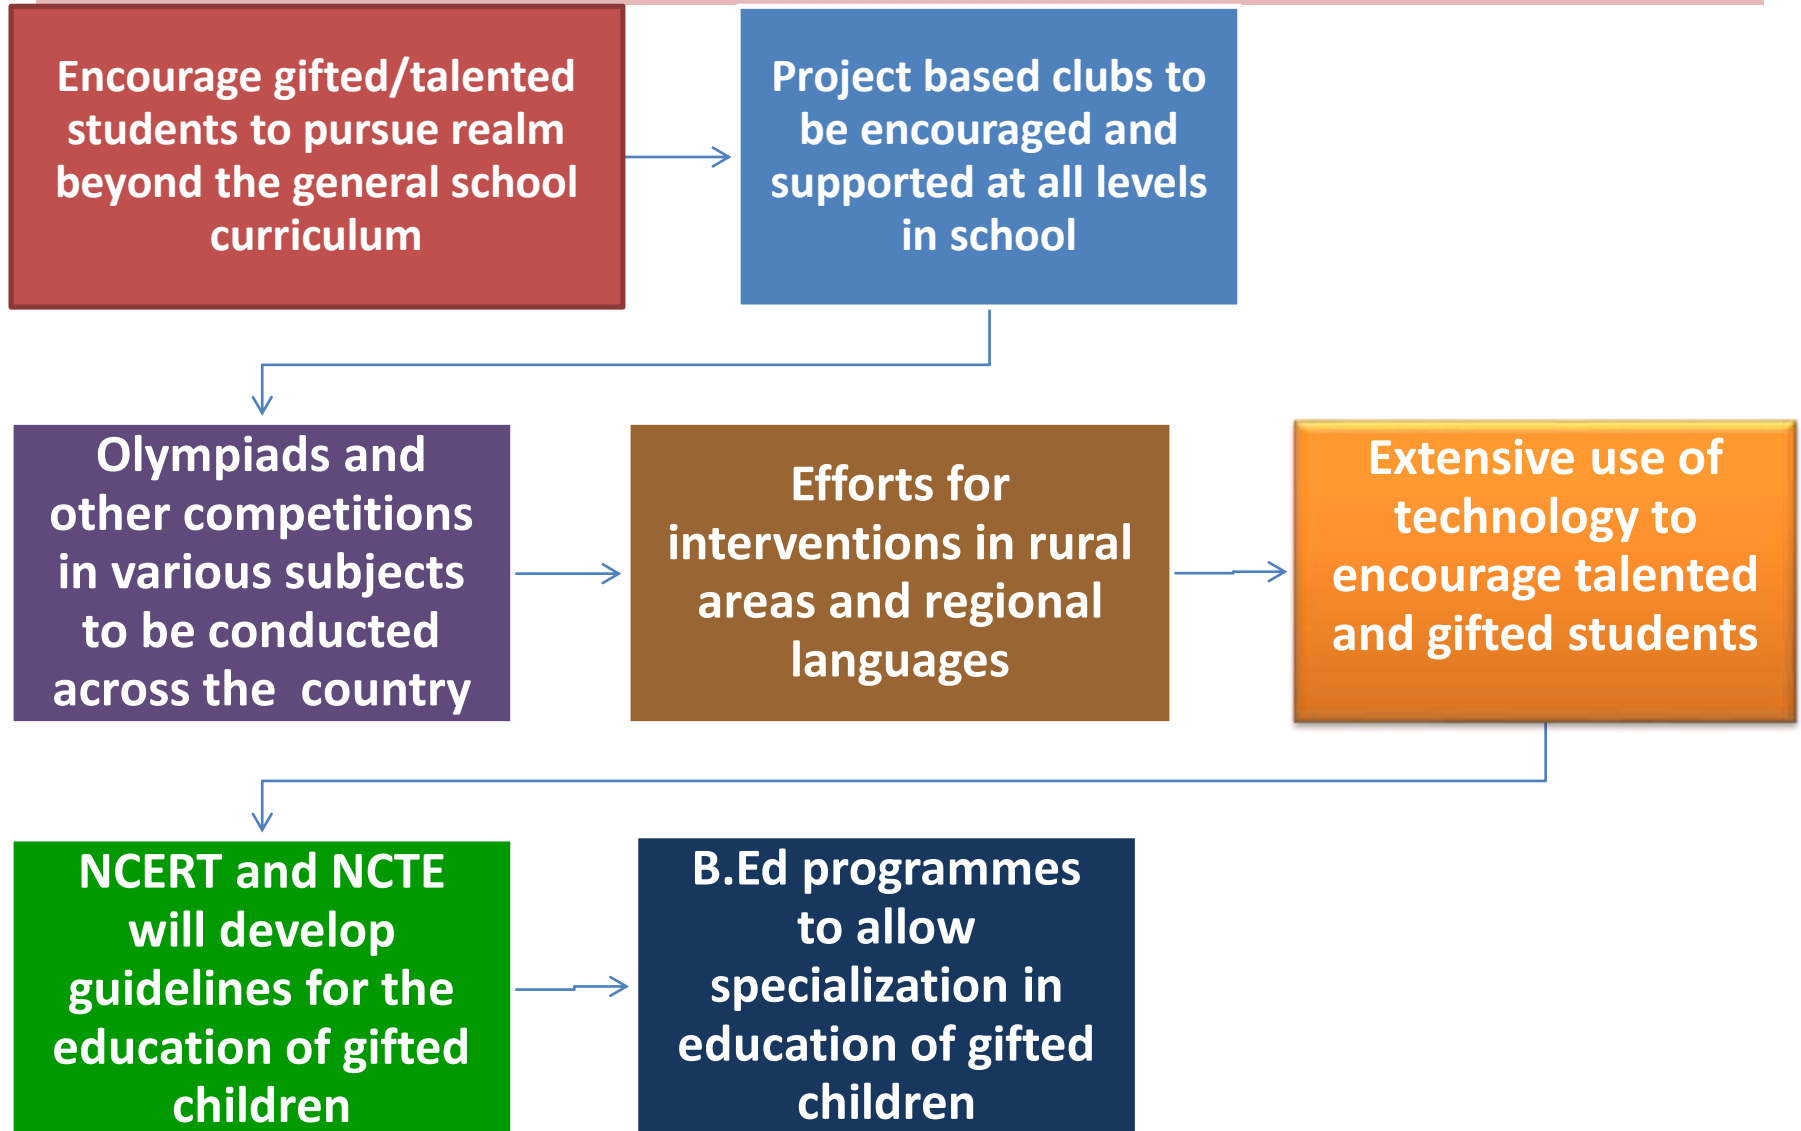 Encourage gifted/talented
students to pursue realm
beyond the general school
curriculum
Project based clubs to
be encouraged and
supported at all levels
in school
Olympiads and
other competitions
in various subjects
to be conducted
across the  country
Efforts for
interventions in rural
areas and regional
languages
Extensive use of
technology to
encourage talented
and gifted students
NCERT and NCTE
will develop
guidelines for the
education of gifted
children
B.Ed programmes
to allow
specialization in
education of gifted
children